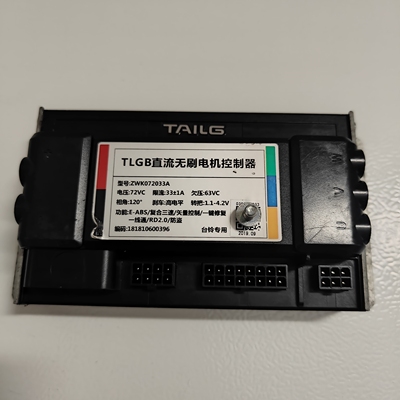 TAILG
TLGB直流无刷电机控制器
型号:ZWK072033A
电压:72VC 限流:33±1A 欠压:63VC
相角:120° 刹车:高电平 转把:1.1-4.2V
功能:E-ABS/复合三速/矢量控制/一键修复
一线通/RD2.0/防盗
编码:181810600396
2018.09
台铃专用